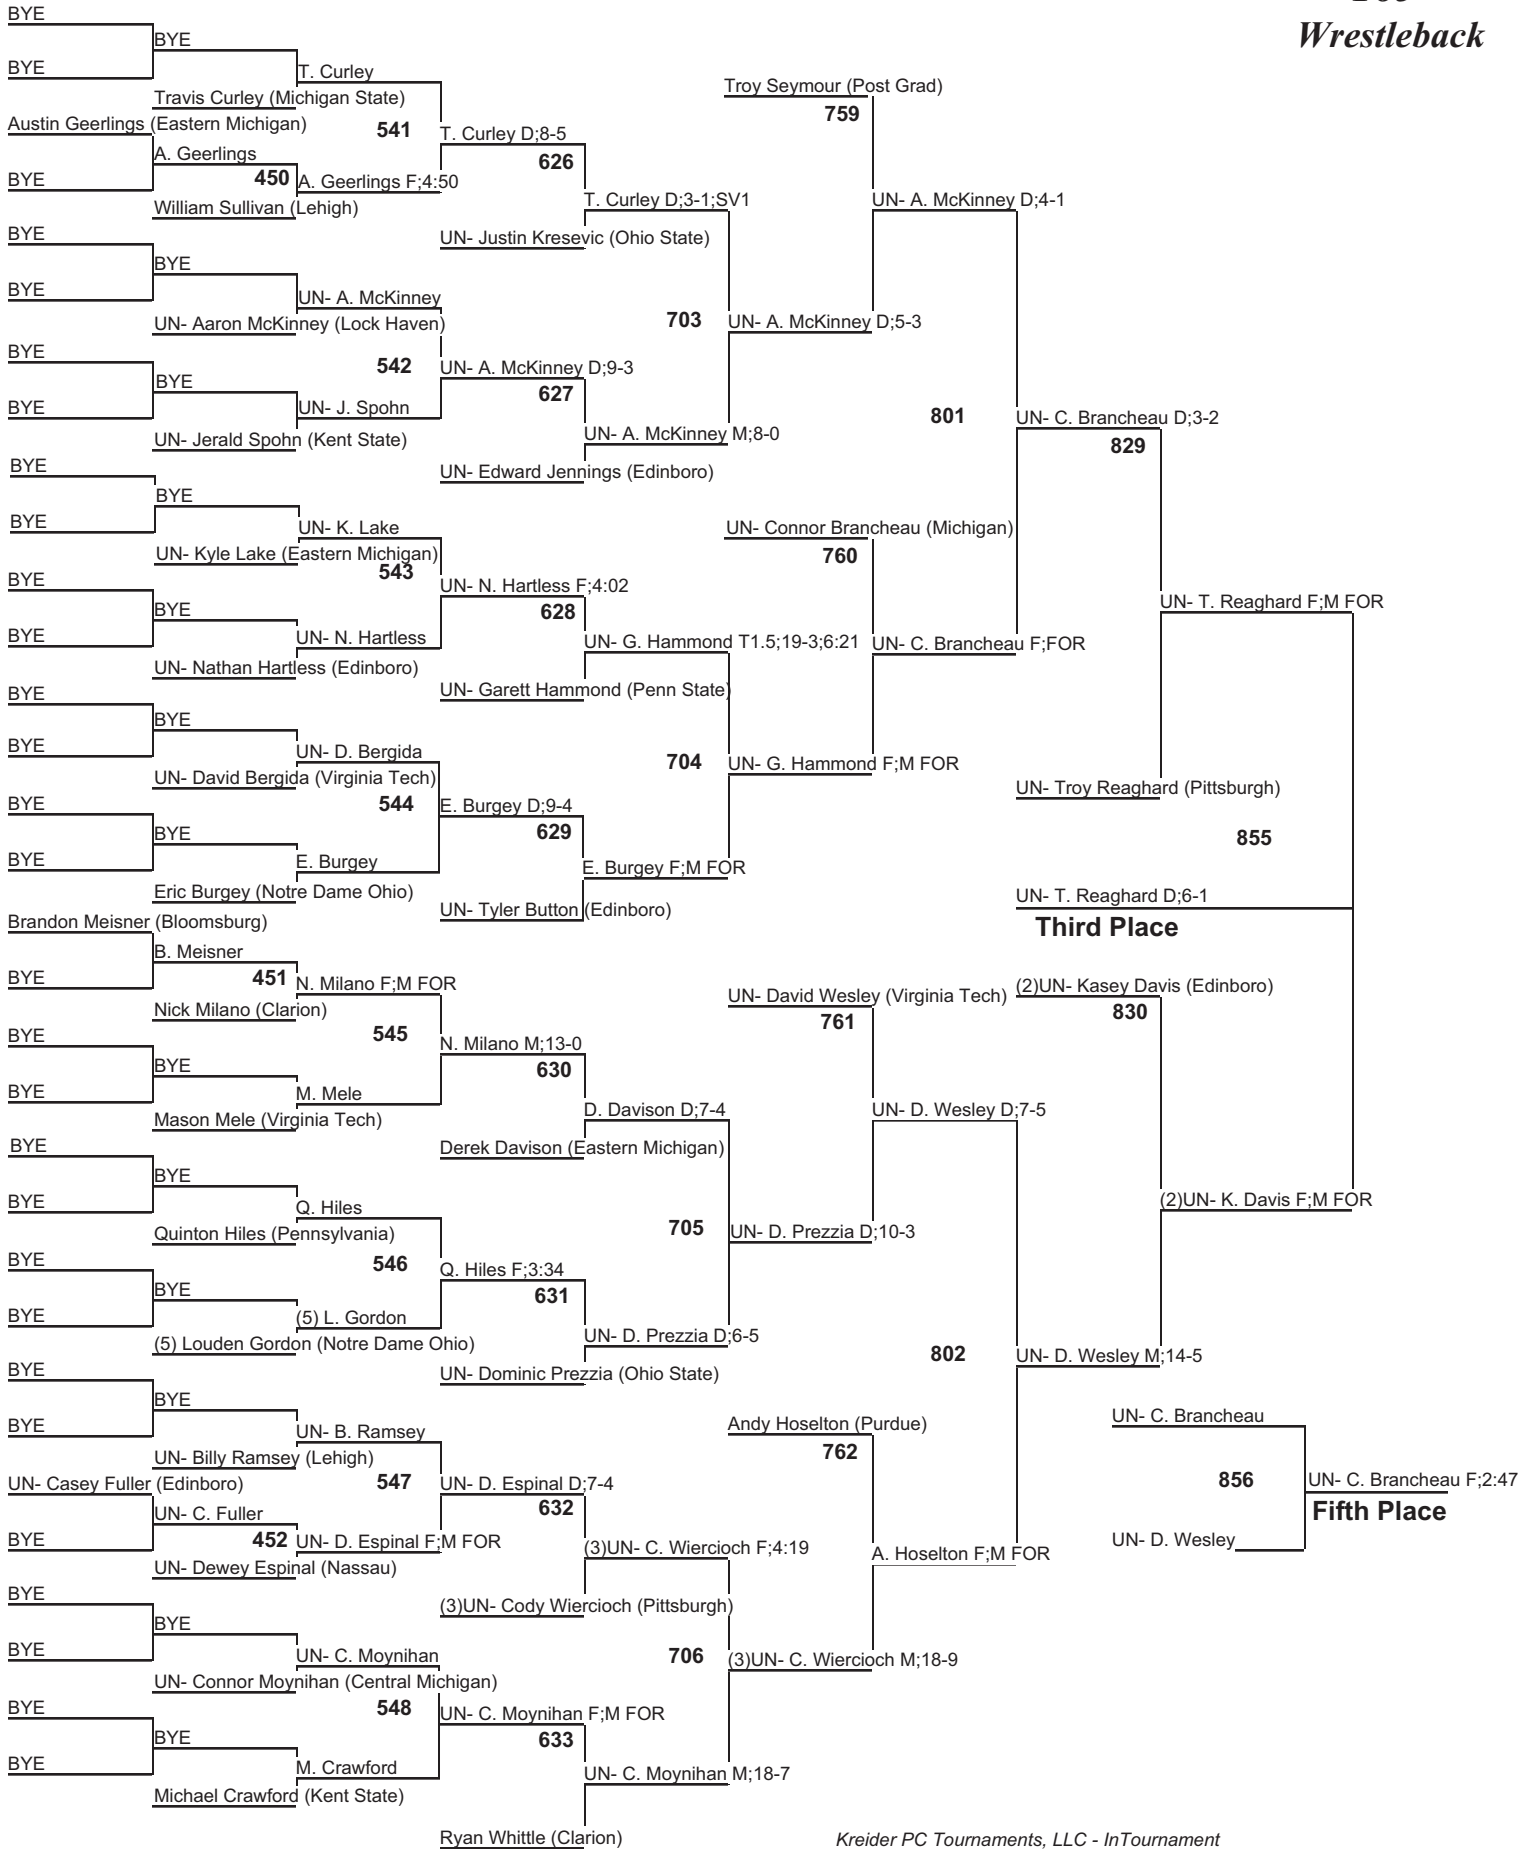 Wrestleback
BYE
BYE
BYE
T. Curley
BYE
Troy Seymour (Post Grad)
Travis Curley (Michigan State)
759
Austin Geerlings (Eastern Michigan)
541
T. Curley D;8-5
A. Geerlings
626
BYE
450
A. Geerlings F;4:50
T. Curley D;3-1;SV1
UN- A. McKinney D;4-1
William Sullivan (Lehigh)
BYE
UN- Justin Kresevic (Ohio State)
BYE
BYE
UN- A. McKinney
UN- Aaron McKinney (Lock Haven)
703
UN- A. McKinney D;5-3
BYE
542
UN- A. McKinney D;9-3
BYE
627
BYE
UN- J. Spohn
801
UN- C. Brancheau D;3-2
UN- Jerald Spohn (Kent State)
UN- A. McKinney M;8-0
829
BYE
UN- Edward Jennings (Edinboro)
BYE
BYE
UN- K. Lake
UN- Connor Brancheau (Michigan)
UN- Kyle Lake (Eastern Michigan)
760
543
BYE
UN- N. Hartless F;4:02
BYE
628
UN- T. Reaghard F;M FOR
BYE
UN- N. Hartless
UN- G. Hammond T1.5;19-3;6:21
UN- C. Brancheau F;FOR
UN- Nathan Hartless (Edinboro)
BYE
UN- Garett Hammond (Penn State)
BYE
BYE
UN- D. Bergida
704
UN- G. Hammond F;M FOR
UN- David Bergida (Virginia Tech)
UN- Troy Reaghard (Pittsburgh)
BYE
544
E. Burgey D;9-4
BYE
629
855
BYE
E. Burgey
E. Burgey F;M FOR
Eric Burgey (Notre Dame Ohio)
UN- T. Reaghard D;6-1
Brandon Meisner (Bloomsburg)
UN- Tyler Button (Edinboro)
Third Place
B. Meisner
BYE
451
N. Milano F;M FOR
(2)UN- Kasey Davis (Edinboro)
Nick Milano (Clarion)
UN- David Wesley (Virginia Tech)
761
830
BYE
545
N. Milano M;13-0
BYE
630
BYE
M. Mele
D. Davison D;7-4
UN- D. Wesley D;7-5
Mason Mele (Virginia Tech)
BYE
Derek Davison (Eastern Michigan)
BYE
BYE
Q. Hiles
(2)UN- K. Davis F;M FOR
Quinton Hiles (Pennsylvania)
705
UN- D. Prezzia D;10-3
BYE
546
Q. Hiles F;3:34
BYE
631
BYE
(5) L. Gordon
UN- D. Prezzia D;6-5
(5) Louden Gordon (Notre Dame Ohio)
802
UN- D. Wesley M;14-5
BYE
UN- Dominic Prezzia (Ohio State)
BYE
BYE
UN- B. Ramsey
Andy Hoselton (Purdue)
UN- C. Brancheau
UN- Billy Ramsey (Lehigh)
762
UN- Casey Fuller (Edinboro)
547
UN- D. Espinal D;7-4
856
UN- C. Brancheau F;2:47
UN- C. Fuller
632
Fifth Place
BYE
452
UN- D. Espinal F;M FOR
(3)UN- C. Wiercioch F;4:19
A. Hoselton F;M FOR
UN- D. Wesley
UN- Dewey Espinal (Nassau)
BYE
(3)UN- Cody Wiercioch (Pittsburgh)
BYE
BYE
UN- C. Moynihan
706
(3)UN- C. Wiercioch M;18-9
UN- Connor Moynihan (Central Michigan)
BYE
548
UN- C. Moynihan F;M FOR
BYE
633
BYE
M. Crawford
UN- C. Moynihan M;18-7
Michael Crawford (Kent State)
Ryan Whittle (Clarion)
Kreider PC Tournaments, LLC - InTournament